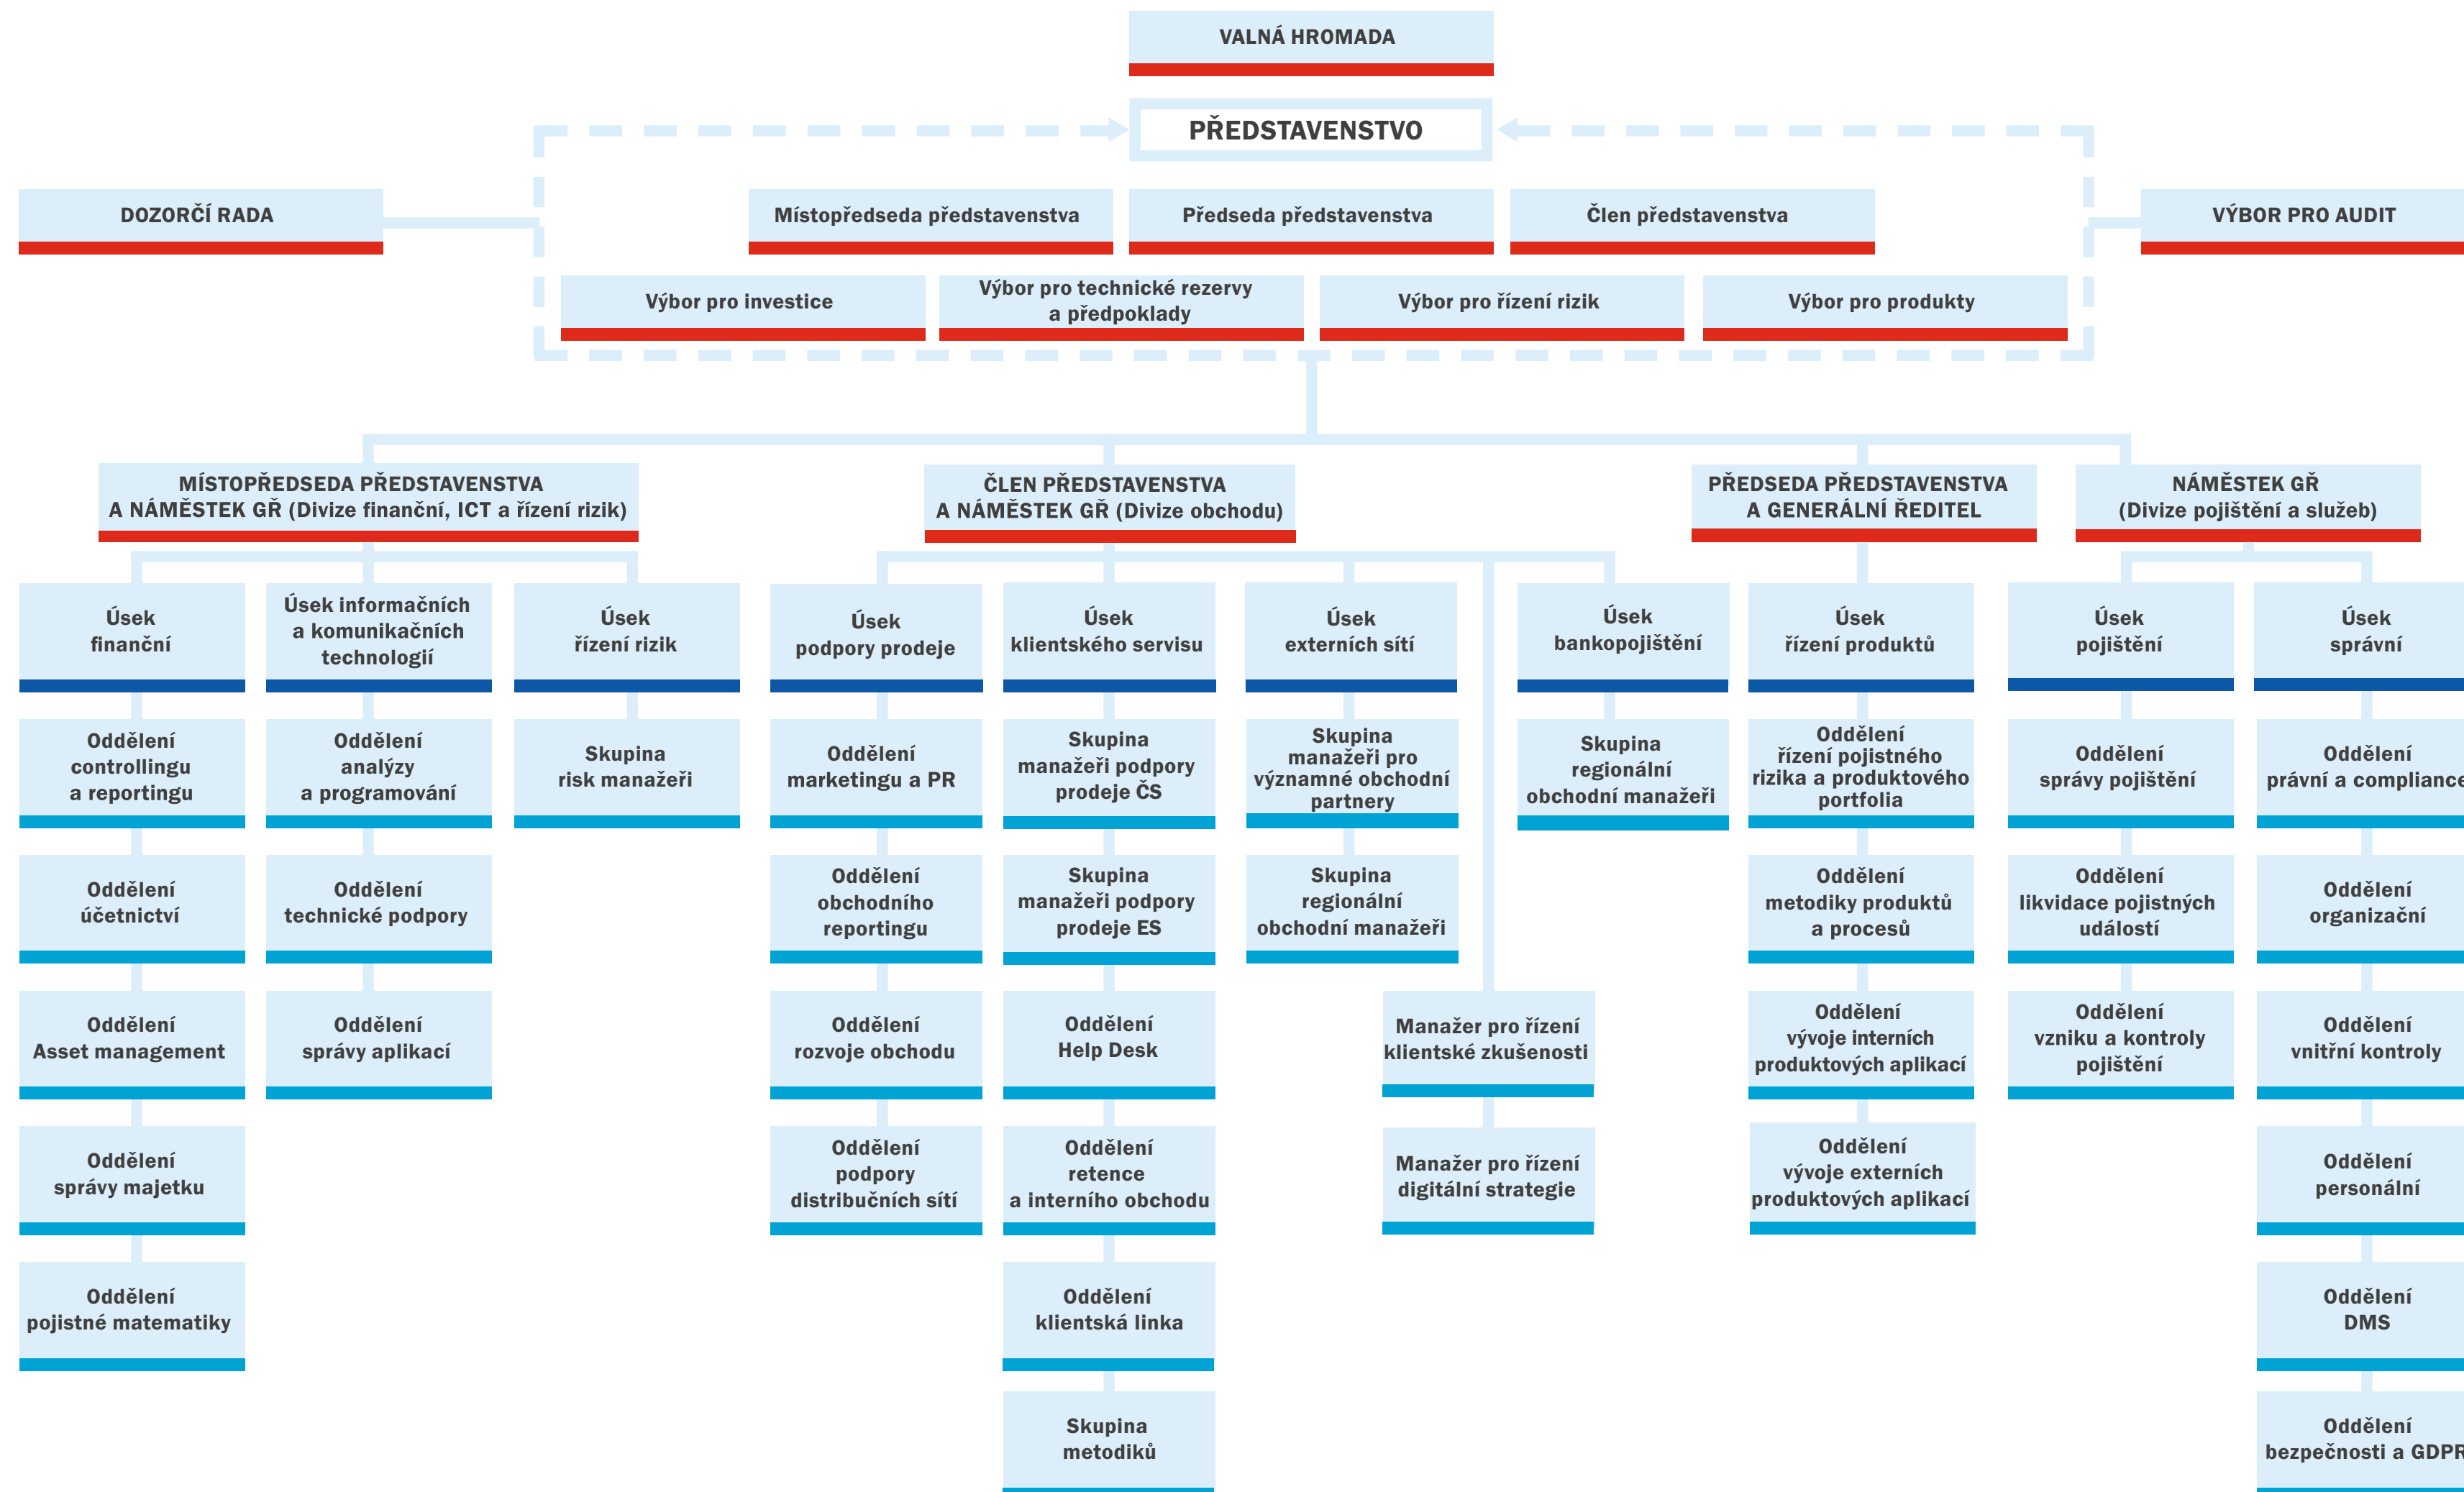 VALNÁ HROMADA
PŘEDSTAVENSTVO
DOZORČÍ RADA
Místopředseda představenstva
Předseda představenstva
Člen představenstva
VÝBOR PRO AUDIT
Výbor pro investice
Výbor pro technické rezervy
a předpoklady
Výbor pro řízení rizik
Výbor pro produkty
MÍSTOPŘEDSEDA PŘEDSTAVENSTVA
A NÁMĚSTEK GŘ (Divize finanční, ICT a řízení rizik)
ČLEN PŘEDSTAVENSTVA
A NÁMĚSTEK GŘ (Divize obchodu)
PŘEDSEDA PŘEDSTAVENSTVA
A GENERÁLNÍ ŘEDITEL
NÁMĚSTEK GŘ
(Divize pojištění a služeb)
Úsek
finanční
Úsek informačních
a komunikačních
technologií
Úsek
řízení rizik
Úsek
podpory prodeje
Úsek
klientského servisu
Úsek
externích sítí
Úsek
bankopojištění
Úsek
řízení produktů
Úsek
pojištění
Úsek
správní
Oddělení
controllingu
a reportingu
Oddělení
analýzy
a programování
Skupina
risk manažeři
Oddělení
marketingu a PR
Skupina
manažeři podpory
prodeje ČS
Skupina
manažeři pro
významné obchodní
partnery
Skupina
regionální
obchodní manažeři
Oddělení
řízení pojistného
rizika a produktového
portfolia
Oddělení
správy pojištění
Oddělení
právní a compliance
Oddělení
účetnictví
Oddělení
technické podpory
Oddělení
obchodního
reportingu
Skupina
manažeři podpory
prodeje ES
Skupina
regionální
obchodní manažeři
Oddělení
metodiky produktů
a procesů
Oddělení
likvidace pojistných
událostí
Oddělení
organizační
Oddělení
Asset management
Oddělení
správy aplikací
Oddělení
rozvoje obchodu
Oddělení
Help Desk
Manažer pro řízení
klientské zkušenosti
Oddělení
vývoje interních
produktových aplikací
Oddělení
vzniku a kontroly
pojištění
Oddělení
vnitřní kontroly
Oddělení
správy majetku
Oddělení
podpory
distribučních sítí
Oddělení
retence
a interního obchodu
Manažer pro řízení
digitální strategie
Oddělení
vývoje externích
produktových aplikací
Oddělení
personální
Oddělení
pojistné matematiky
Oddělení
klientská linka
Oddělení
DMS
Skupina
metodiků
Oddělení
bezpečnosti a GDPR